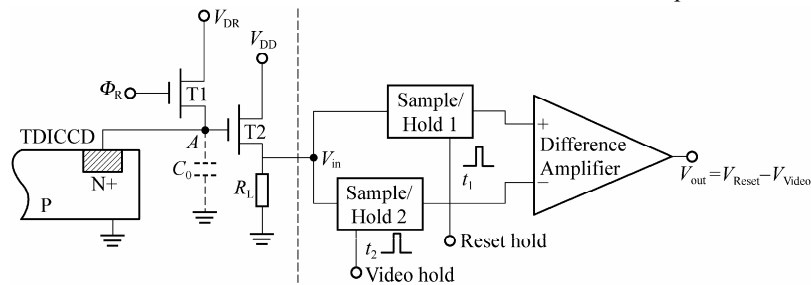 V_DR
V_DD
Φ_R
T1
T2
TDICCD
A
N+
P
C_0
R_L
V_in
Sample/
Hold 1
Sample/
Hold 2
t_1
t_2
Reset hold
Video hold
+
−
Difference
Amplifier
V_out = V_Reset − V_Video